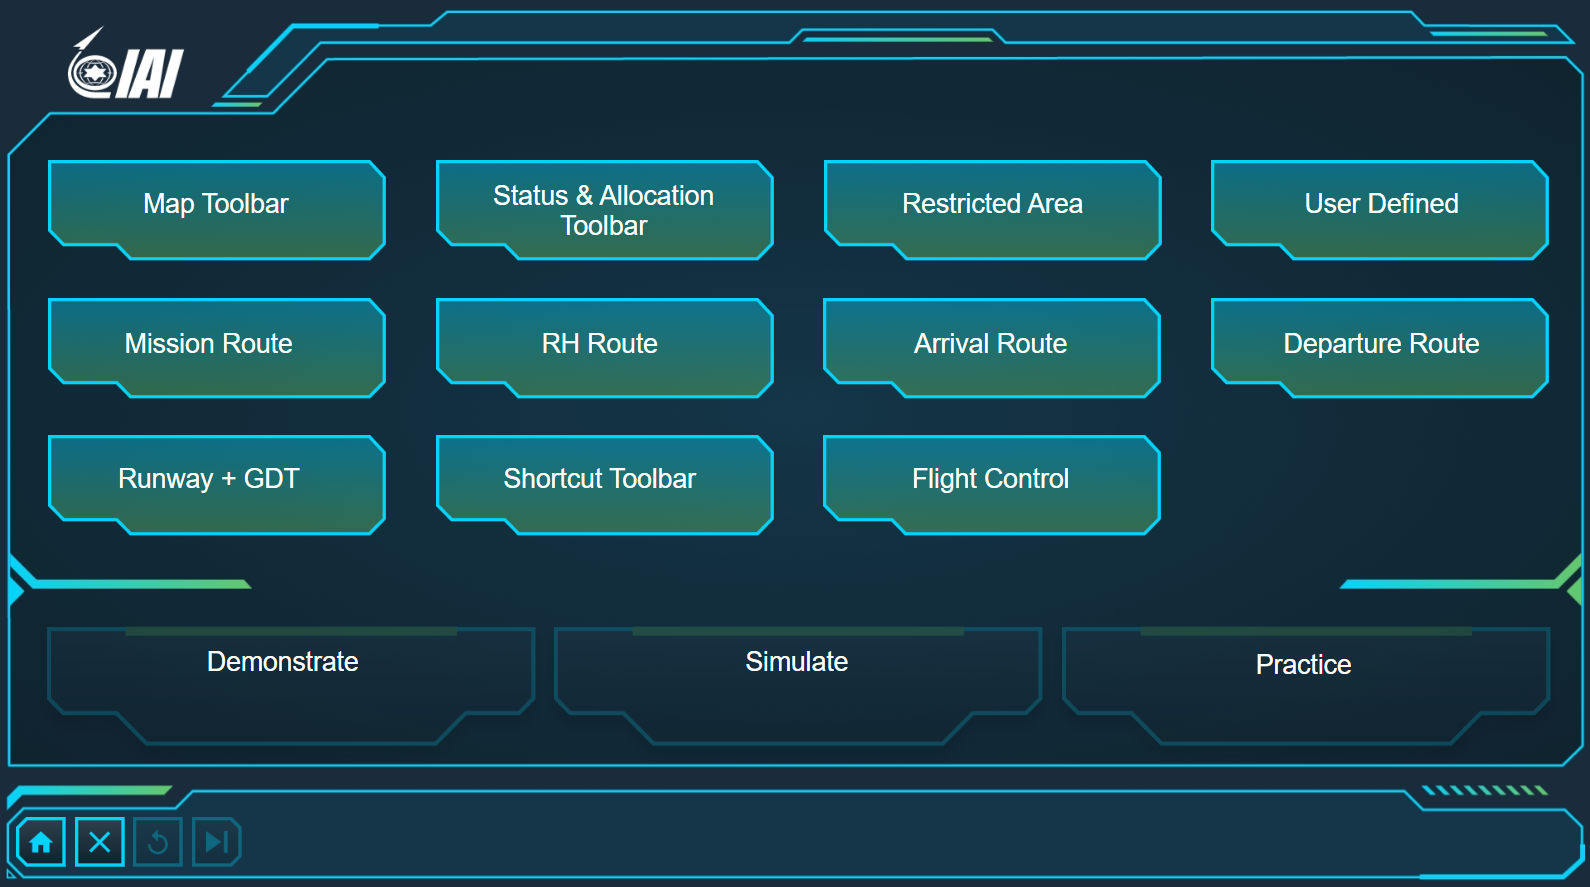 IAI
Map Toolbar
Status & Allocation
Toolbar
Restricted Area
User Defined
Mission Route
RH Route
Arrival Route
Departure Route
Runway + GDT
Shortcut Toolbar
Flight Control
Demonstrate
Simulate
Practice